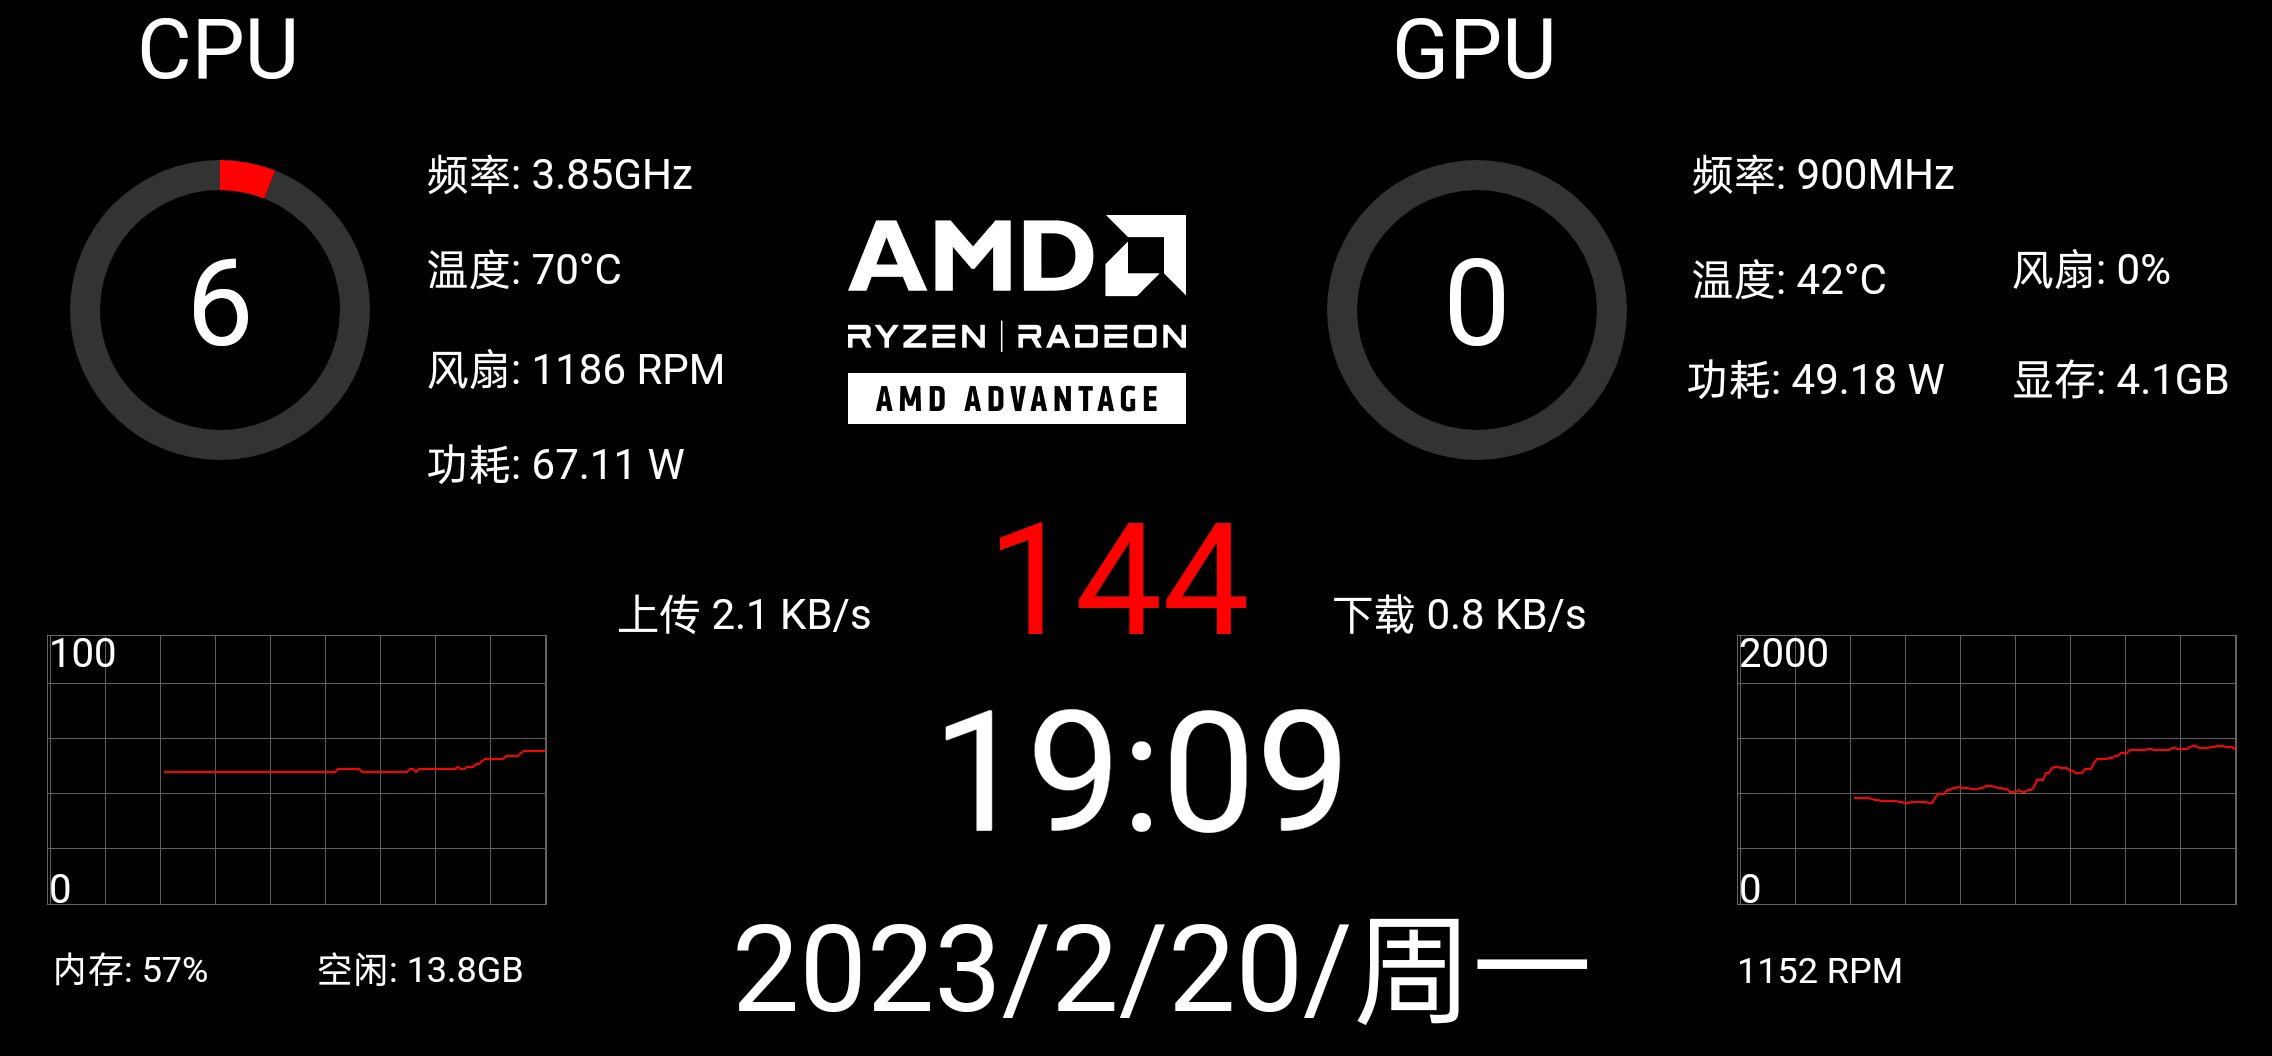 CPU
6
频率: 3.85GHz
温度: 70°C
风扇: 1186 RPM
功耗: 67.11 W
AMD
RYZEN | RADEON
AMD ADVANTAGE
GPU
0
频率: 900MHz
温度: 42°C
风扇: 0%
功耗: 49.18 W
显存: 4.1GB
上传 2.1 KB/s
144
下载 0.8 KB/s
100
0
内存: 57%
空闲: 13.8GB
19:09
2023/2/20/周一
2000
0
1152 RPM